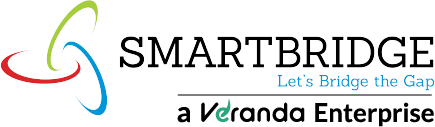 SMARTBRIDGE
Let's Bridge the Gap
a Veranda Enterprise